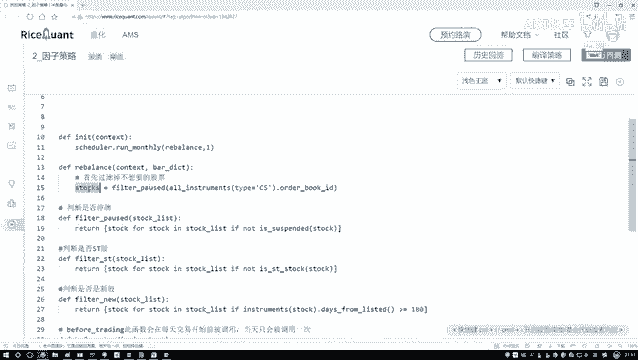 RiceQuant
量化
AMS
预约路演
帮助文档
社区
2_因子策略
历史回测
编译策略
浅色主题
默认快捷键
6
7
8
9
10 def init(context):
11 scheduler.run_monthly(rebalance,1)
12
13 def rebalance(context, bar_dict):
14 # 首先过滤掉不想要的股票
15 stocks = filter_paused(all_instruments(type='CS').order_book_id)
16
17 # 判断是否停牌
18 def filter_paused(stock_list):
19 return [stock for stock in stock_list if not is_suspended(stock)]
20
21 #判断是否ST股
22 def filter_st(stock_list):
23 return [stock for stock in stock_list if not is_st_stock(stock)]
24
25 #判断是否是新股
26 def filter_new(stock_list):
27 return [stock for stock in stock_list if instruments(stock).days_from_listed() >= 180]
28
29 # before_trading此函数会在每天交易开始前被调用，当天只会被调用一次